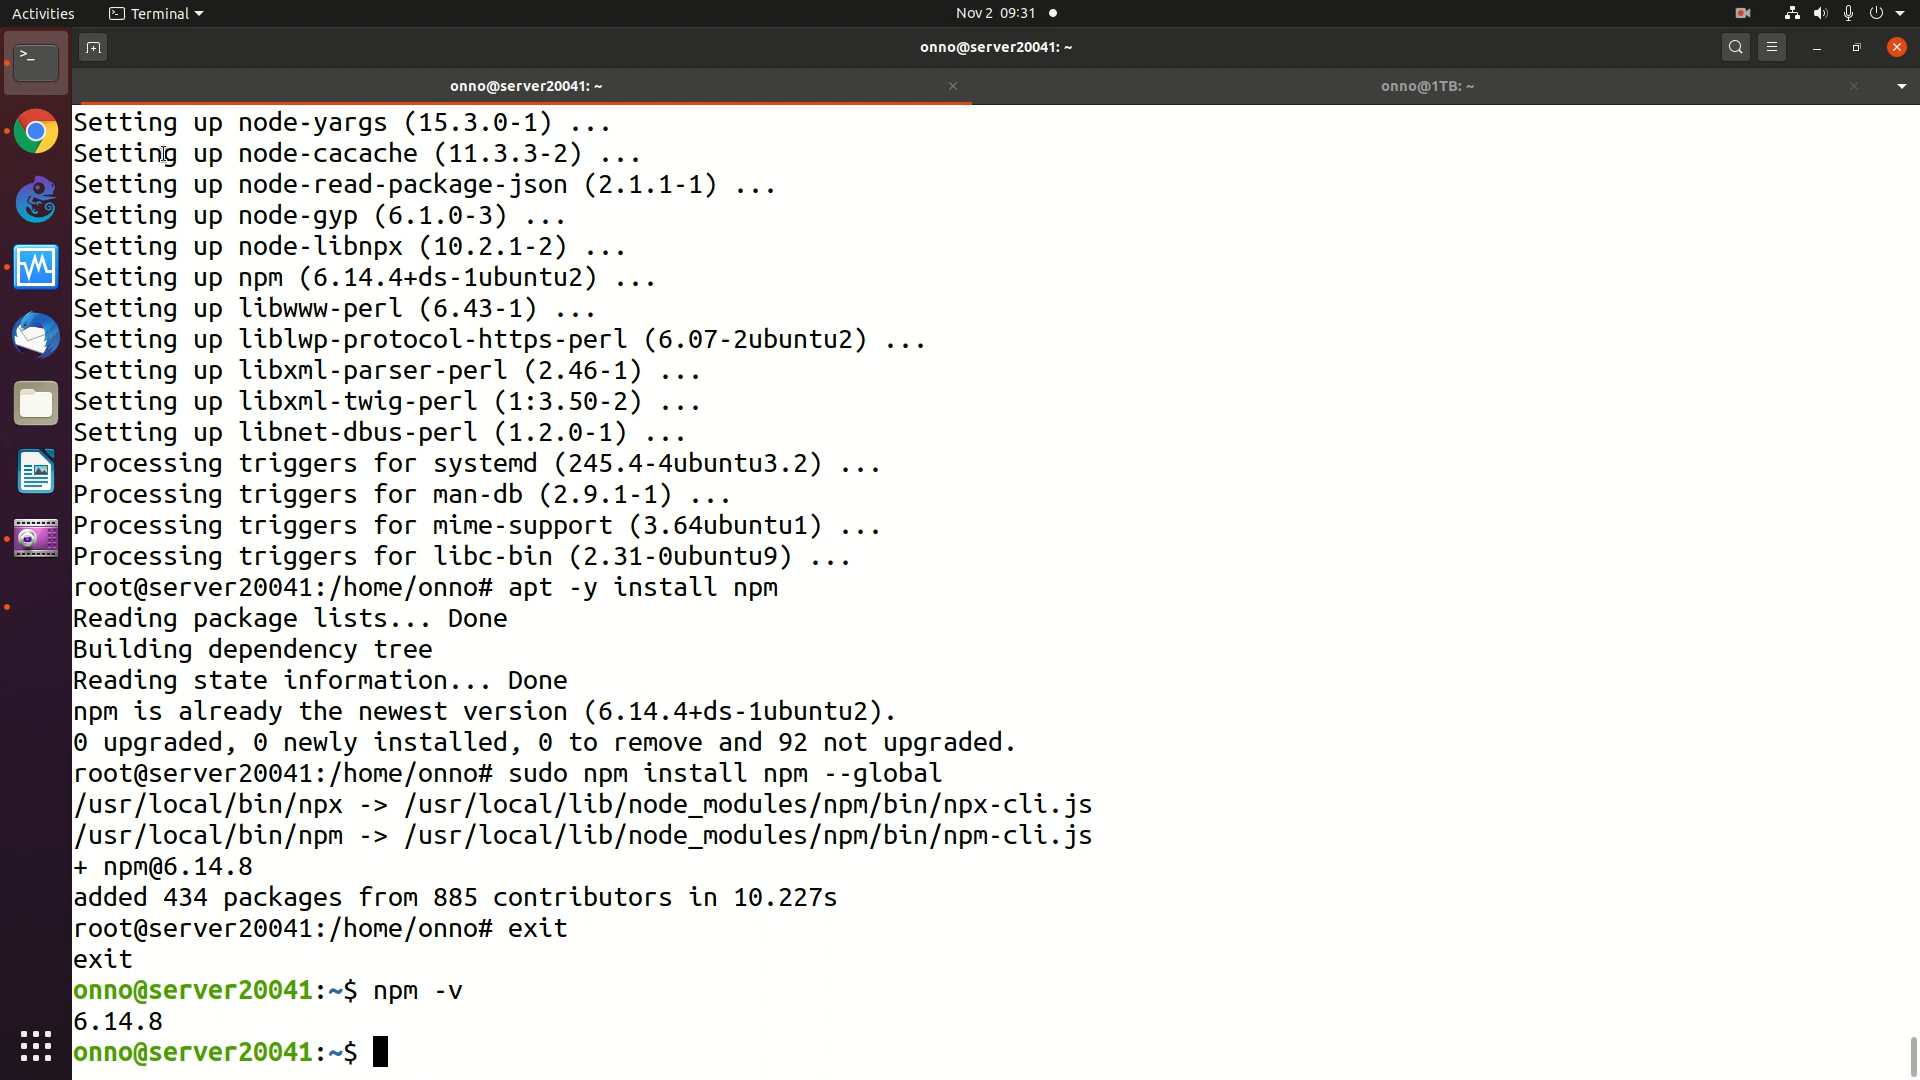 Activities
Terminal
Nov 2 09:31
onno@server20041: ~
onno@server20041: ~
onno@1TB: ~
Setting up node-yargs (15.3.0-1) ...
Setting up node-cacache (11.3.3-2) ...
Setting up node-read-package-json (2.1.1-1) ...
Setting up node-gyp (6.1.0-3) ...
Setting up node-libnpx (10.2.1-2) ...
Setting up npm (6.14.4+ds-1ubuntu2) ...
Setting up libwww-perl (6.43-1) ...
Setting up liblwp-protocol-https-perl (6.07-2ubuntu2) ...
Setting up libxml-parser-perl (2.46-1) ...
Setting up libxml-twig-perl (1:3.50-2) ...
Setting up libnet-dbus-perl (1.2.0-1) ...
Processing triggers for systemd (245.4-4ubuntu3.2) ...
Processing triggers for man-db (2.9.1-1) ...
Processing triggers for mime-support (3.64ubuntu1) ...
Processing triggers for libc-bin (2.31-0ubuntu9) ...
root@server20041:/home/onno# apt -y install npm
Reading package lists... Done
Building dependency tree
Reading state information... Done
npm is already the newest version (6.14.4+ds-1ubuntu2).
0 upgraded, 0 newly installed, 0 to remove and 92 not upgraded.
root@server20041:/home/onno# sudo npm install npm --global
/usr/local/bin/npx -> /usr/local/lib/node_modules/npm/bin/npx-cli.js
/usr/local/bin/npm -> /usr/local/lib/node_modules/npm/bin/npm-cli.js
+ npm@6.14.8
added 434 packages from 885 contributors in 10.227s
root@server20041:/home/onno# exit
exit
onno@server20041:~$ npm -v
6.14.8
onno@server20041:~$